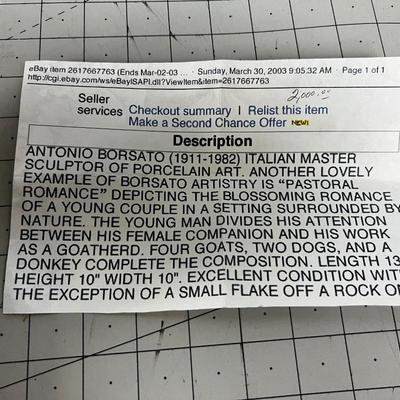 eBay item 2617667763 (Ends Mar-02-03 ... - Sunday, March 30, 2003 9:05:32 AM - Page 1 of 1
http://cgi.ebay.com/ws/eBayISAPI.dll?ViewItem&item=2617667763
2,000.00
Seller services Checkout summary | Relist this item
Make a Second Chance Offer NEW!
Description
ANTONIO BORSATO (1911-1982) ITALIAN MASTER
SCULPTOR OF PORCELAIN ART. ANOTHER LOVELY
EXAMPLE OF BORSATO ARTISTRY IS "PASTORAL
ROMANCE" DEPICTING THE BLOSSOMING ROMANCE
OF A YOUNG COUPLE IN A SETTING SURROUNDED BY
NATURE. THE YOUNG MAN DIVIDES HIS ATTENTION
BETWEEN HIS FEMALE COMPANION AND HIS WORK
AS A GOATHERD. FOUR GOATS, TWO DOGS, AND A
DONKEY COMPLETE THE COMPOSITION. LENGTH 13
HEIGHT 10" WIDTH 10". EXCELLENT CONDITION WIT
THE EXCEPTION OF A SMALL FLAKE OFF A ROCK O